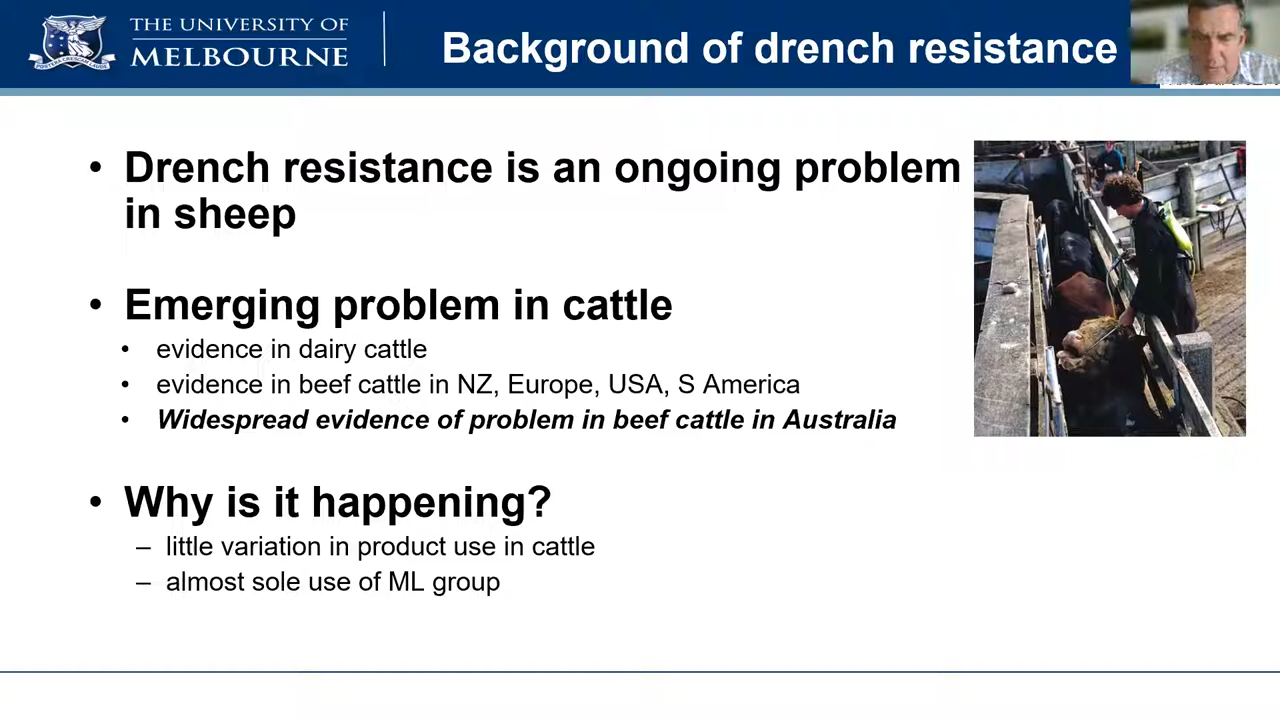 THE UNIVERSITY OF
MELBOURNE
Background of drench resistance
• Drench resistance is an ongoing problem
in sheep
• Emerging problem in cattle
• evidence in dairy cattle
• evidence in beef cattle in NZ, Europe, USA, S America
• Widespread evidence of problem in beef cattle in Australia
• Why is it happening?
– little variation in product use in cattle
– almost sole use of ML group